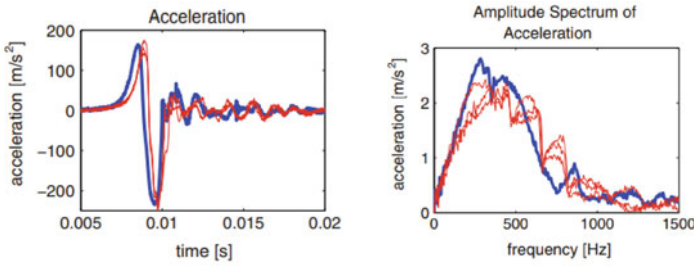 Acceleration
200
100
0
−100
−200
acceleration [m/s²]
0.005
0.01
0.015
0.02
time [s]
Amplitude Spectrum of
Acceleration
3
2
1
0
acceleration [m/s²]
0
500
1000
1500
frequency [Hz]